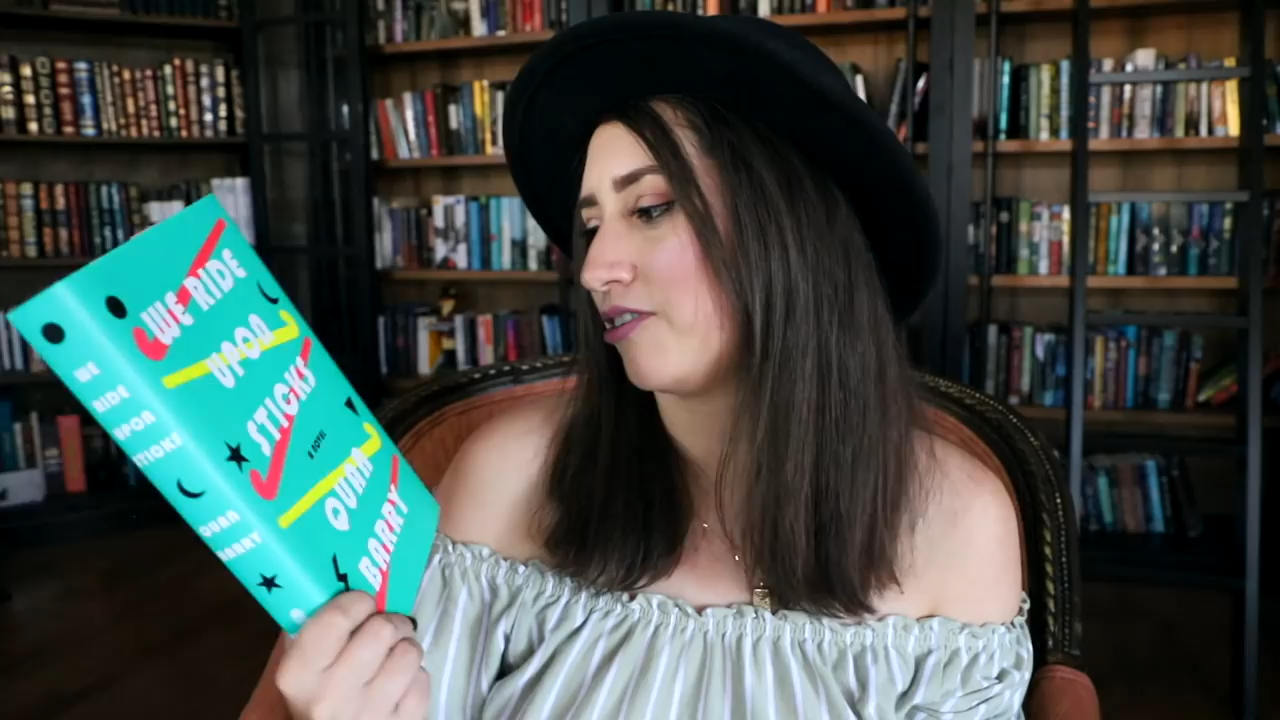 WE RIDE
UPON
STICKS
A NOVEL
QUAN
BARRY
WE
RIDE
UPON
STICKS
QUAN
BARRY